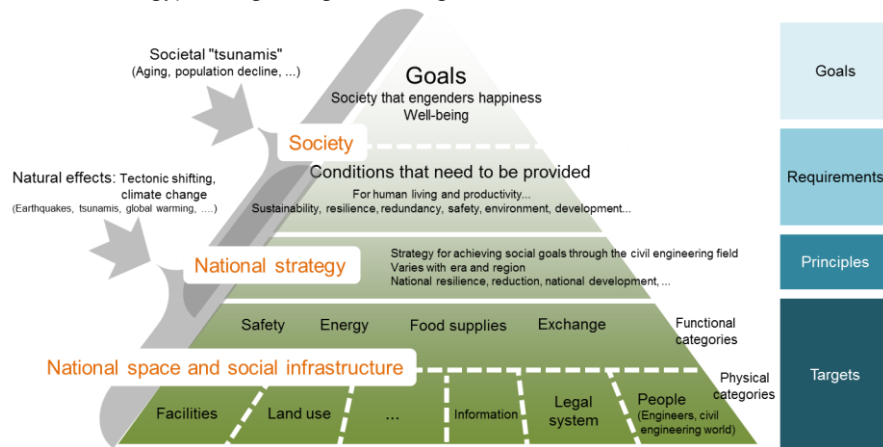 Societal "tsunamis"
(Aging, population decline, ...)
Goals
Society that engenders happiness
Well-being
Goals
Society
Natural effects: Tectonic shifting,
climate change
(Earthquakes, tsunamis, global warming, ....)
Conditions that need to be provided
For human living and productivity...
Sustainability, resilience, redundancy, safety, environment, development...
Requirements
National strategy
Strategy for achieving social goals through the civil engineering field
Varies with era and region
National resilience, reduction, national development, ...
Principles
Safety
Energy
Food supplies
Exchange
Functional
categories
National space and social infrastructure
Physical
categories
Targets
Facilities
Land use
...
Information
Legal
system
People
(Engineers, civil
engineering world)